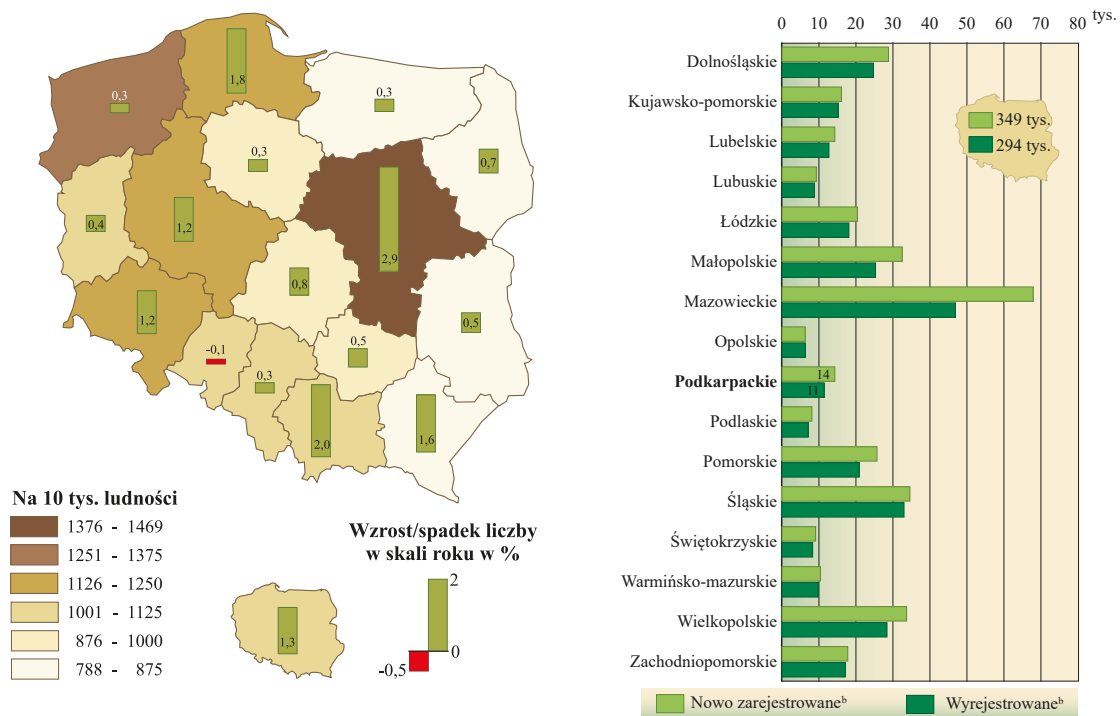 0,3
1,8
0,3
0,3
0,7
0,4
1,2
2,9
0,8
1,2
0,5
-0,1
0,5
0,3
2,0
1,6
Na 10 tys. ludności
1376 - 1469
1251 - 1375
1126 - 1250
1001 - 1125
876 - 1000
788 - 875
1,3
Wzrost/spadek liczby
w skali roku w %
2
0
-0,5
tys.
0 10 20 30 40 50 60 70 80
Dolnośląskie
Kujawsko-pomorskie
Lubelskie
Lubuskie
Łódzkie
Małopolskie
Mazowieckie
Opolskie
Podkarpackie
14
11
Podlaskie
Pomorskie
Śląskie
Świętokrzyskie
Warmińsko-mazurskie
Wielkopolskie
Zachodniopomorskie
349 tys.
294 tys.
Nowo zarejestrowaneᵇ
Wyrejestrowaneᵇ